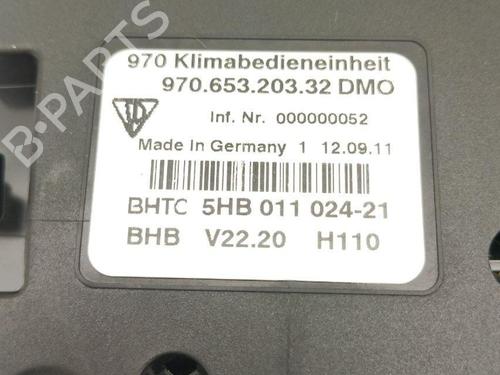 970 Klimabedieneinheit
970.653.203.32 DMO
Inf. Nr. 000000052
Made In Germany 1 12.09.11
BHTC 5HB 011 024-21
BHB V22.20 H110
B-PARTS